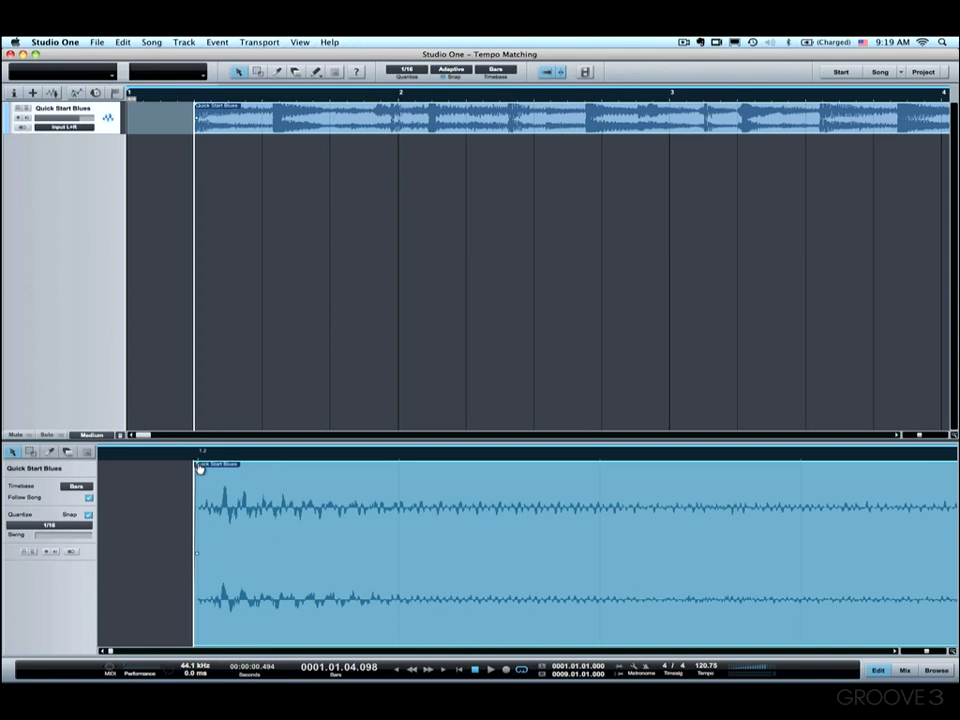 Studio One File Edit Song Track Event Transport View Help (Charged) 9:19 AM
Studio One - Tempo Matching
1/16 Adaptive Bars
Quantize Snap Timebase
? Start Song Project
1 2 3 4
Quick Start Blues
Input L+R
Quick Start Blues
Mute Solo Medium
1.2
Quick Start Blues
Quick Start Blues
Timebase Bars
Follow Song
Quantize Snap
1/16
Swing
MIDI Performance
44.1 kHz
0.0 ms
00:00:00.494
Seconds
0001.01.04.098
Bars
0001.01.01.000
0009.01.01.000
Metronome
4 / 4
Timesig
120.75
Tempo
Edit Mix Browse
GROOVE3